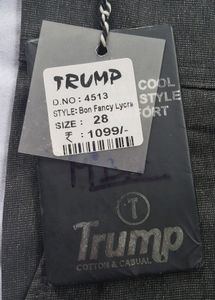 TRUMP
D.NO : 4513
STYLE: Bon Fancy Lycra
SIZE : 28
₹ : 1099/-
COOL
STYLE
ORT
T
Trump
COTTON & CASUAL